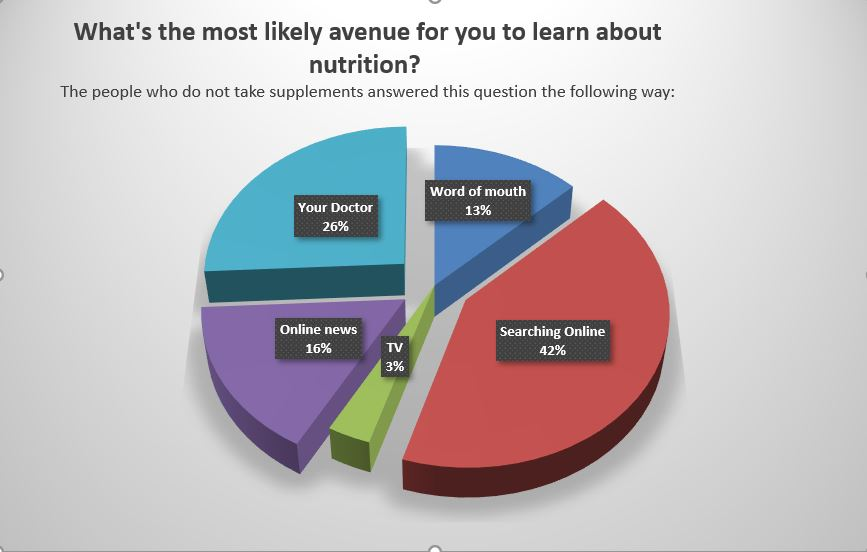 What's the most likely avenue for you to learn about
nutrition?
The people who do not take supplements answered this question the following way:
Word of mouth
13%
Your Doctor
26%
Searching Online
42%
Online news
16%
TV
3%